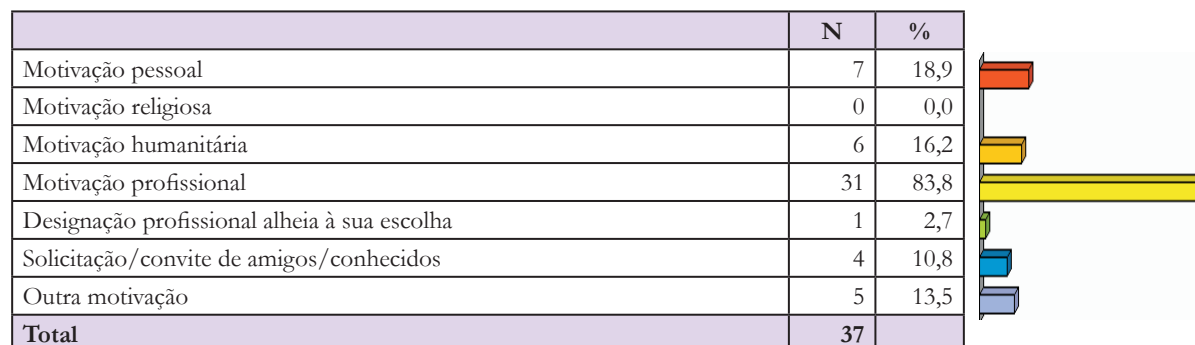 N %
Motivação pessoal 7 18,9
Motivação religiosa 0 0,0
Motivação humanitária 6 16,2
Motivação profissional 31 83,8
Designação profissional alheia à sua escolha 1 2,7
Solicitação/convite de amigos/conhecidos 4 10,8
Outra motivação 5 13,5
Total 37